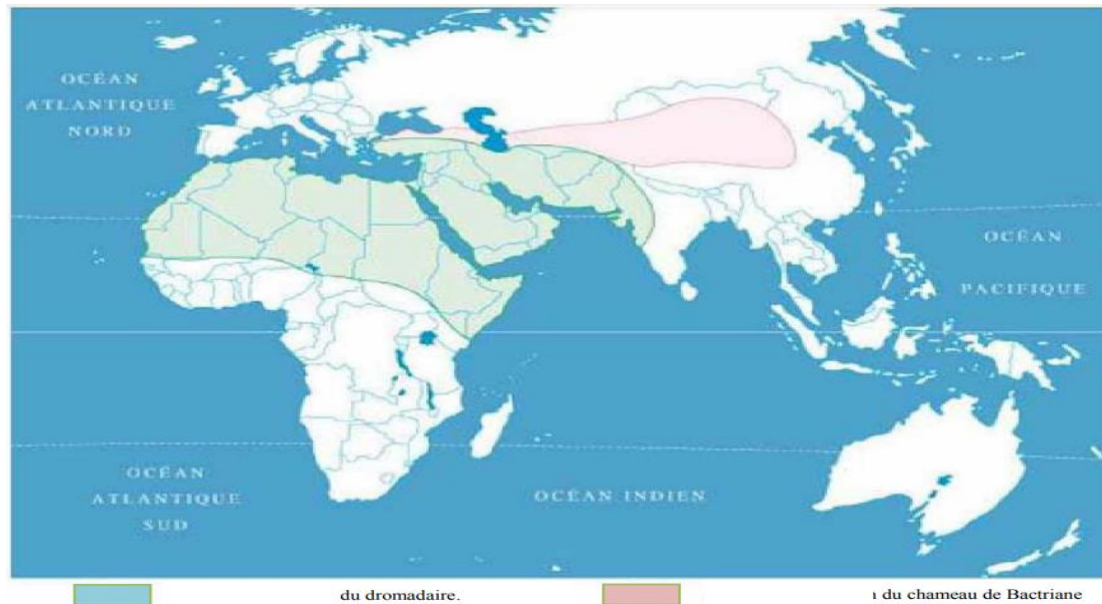 OCÉAN
ATLANTIQUE
NORD
OCÉAN
PACIFIQUE
OCÉAN
ATLANTIQUE
SUD
OCÉAN INDIEN
du dromadaire.
du chameau de Bactriane